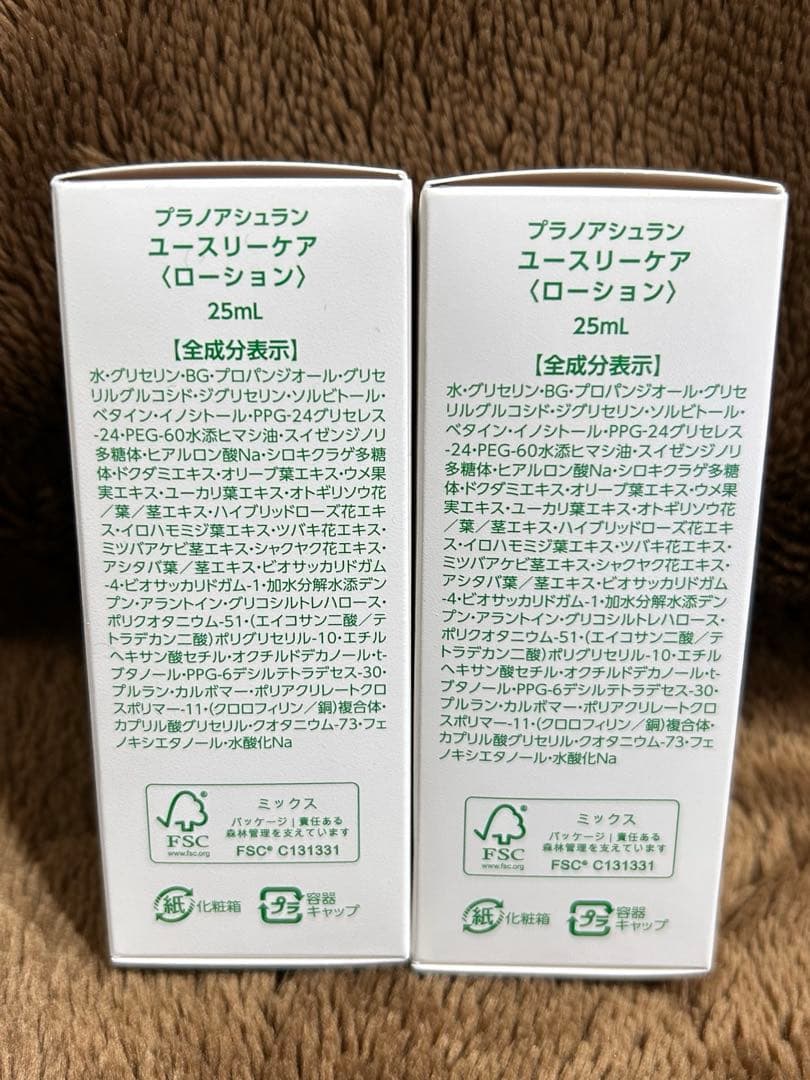 プラノアシュラン
ユースリーケア
〈ローション〉
25mL
【全成分表示】
水・グリセリン・BG・プロパンジオール・グリセ
リルグルコシド・ジグリセリン・ソルビトール・
ベタイン・イノシトール・PPG-24グリセレス
-24・PEG-60水添ヒマシ油・スイゼンジノリ
多糖体・ヒアルロン酸Na・シロキクラゲ多糖
体・ドクダミエキス・オリーブ葉エキス・ウメ果
実エキス・ユーカリ葉エキス・オトギリソウ花
／葉／茎エキス・ハイブリッドローズ花エキ
ス・イロハモミジ葉エキス・ツバキ花エキス・
ミツバアケビ茎エキス・シャクヤク花エキス・
アシタバ葉／茎エキス・ビオサッカリドガム
-4・ビオサッカリドガム-1・加水分解水添デン
プン・アラントイン・グリコシルトレハロース・
ポリクオタニウム-51・(エイコサン二酸／テ
トラデカン二酸)ポリグリセリル-10・エチル
ヘキサン酸セチル・オクチルドデカノール・t-
ブタノール・PPG-6デシルテトラデセス-30・
プルラン・カルボマー・ポリアクリレートクロ
スポリマー-11・(クロロフィリン／銅)複合体・
カプリル酸グリセリル・クオタニウム-73・フェ
ノキシエタノール・水酸化Na
FSC
www.fsc.org
ミックス
パッケージ | 責任ある
森林管理を支えています
FSC® C131331
紙 化粧箱
プラ 容器
キャップ
プラノアシュラン
ユースリーケア
〈ローション〉
25mL
【全成分表示】
水・グリセリン・BG・プロパンジオール・グリセ
リルグルコシド・ジグリセリン・ソルビトール・
ベタイン・イノシトール・PPG-24グリセレス
-24・PEG-60水添ヒマシ油・スイゼンジノリ
多糖体・ヒアルロン酸Na・シロキクラゲ多糖
体・ドクダミエキス・オリーブ葉エキス・ウメ果
実エキス・ユーカリ葉エキス・オトギリソウ花
／葉／茎エキス・ハイブリッドローズ花エキ
ス・イロハモミジ葉エキス・ツバキ花エキス・
ミツバアケビ茎エキス・シャクヤク花エキス・
アシタバ葉／茎エキス・ビオサッカリドガム
-4・ビオサッカリドガム-1・加水分解水添デン
プン・アラントイン・グリコシルトレハロース・
ポリクオタニウム-51・(エイコサン二酸／テ
トラデカン二酸)ポリグリセリル-10・エチル
ヘキサン酸セチル・オクチルドデカノール・t-
ブタノール・PPG-6デシルテトラデセス-30・
プルラン・カルボマー・ポリアクリレートクロ
スポリマー-11・(クロロフィリン／銅)複合体・
カプリル酸グリセリル・クオタニウム-73・フェ
ノキシエタノール・水酸化Na
FSC
www.fsc.org
ミックス
パッケージ | 責任ある
森林管理を支えています
FSC® C131331
紙 化粧箱
プラ 容器
キャップ